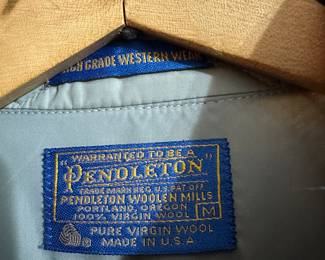 HIGH GRADE WESTERN WEAR
"WARRANTED TO BE A
PENDLETON"
TRADE MARK REG. U.S. PAT. OFF.
PENDLETON WOOLEN MILLS
PORTLAND, OREGON
100% VIRGIN WOOL M
PURE VIRGIN WOOL
MADE IN U.S.A.